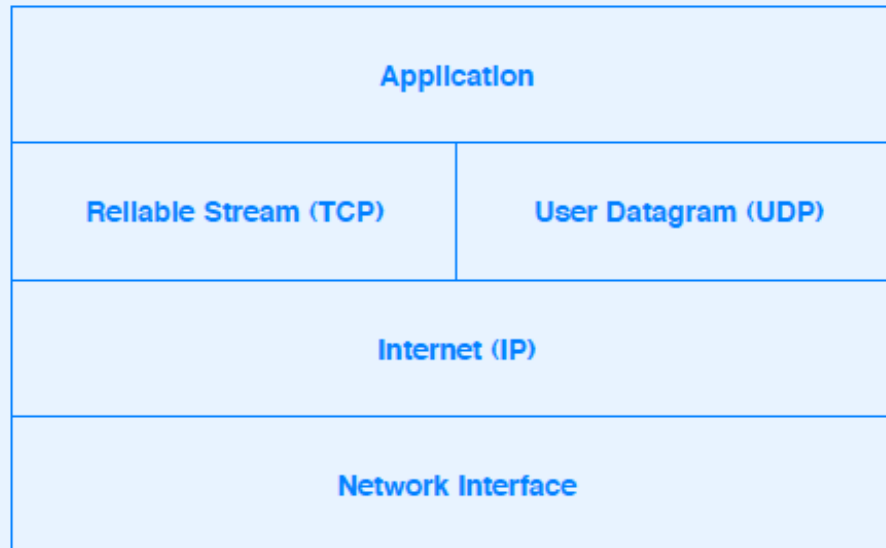 Application
Reliable Stream (TCP)
User Datagram (UDP)
Internet (IP)
Network Interface